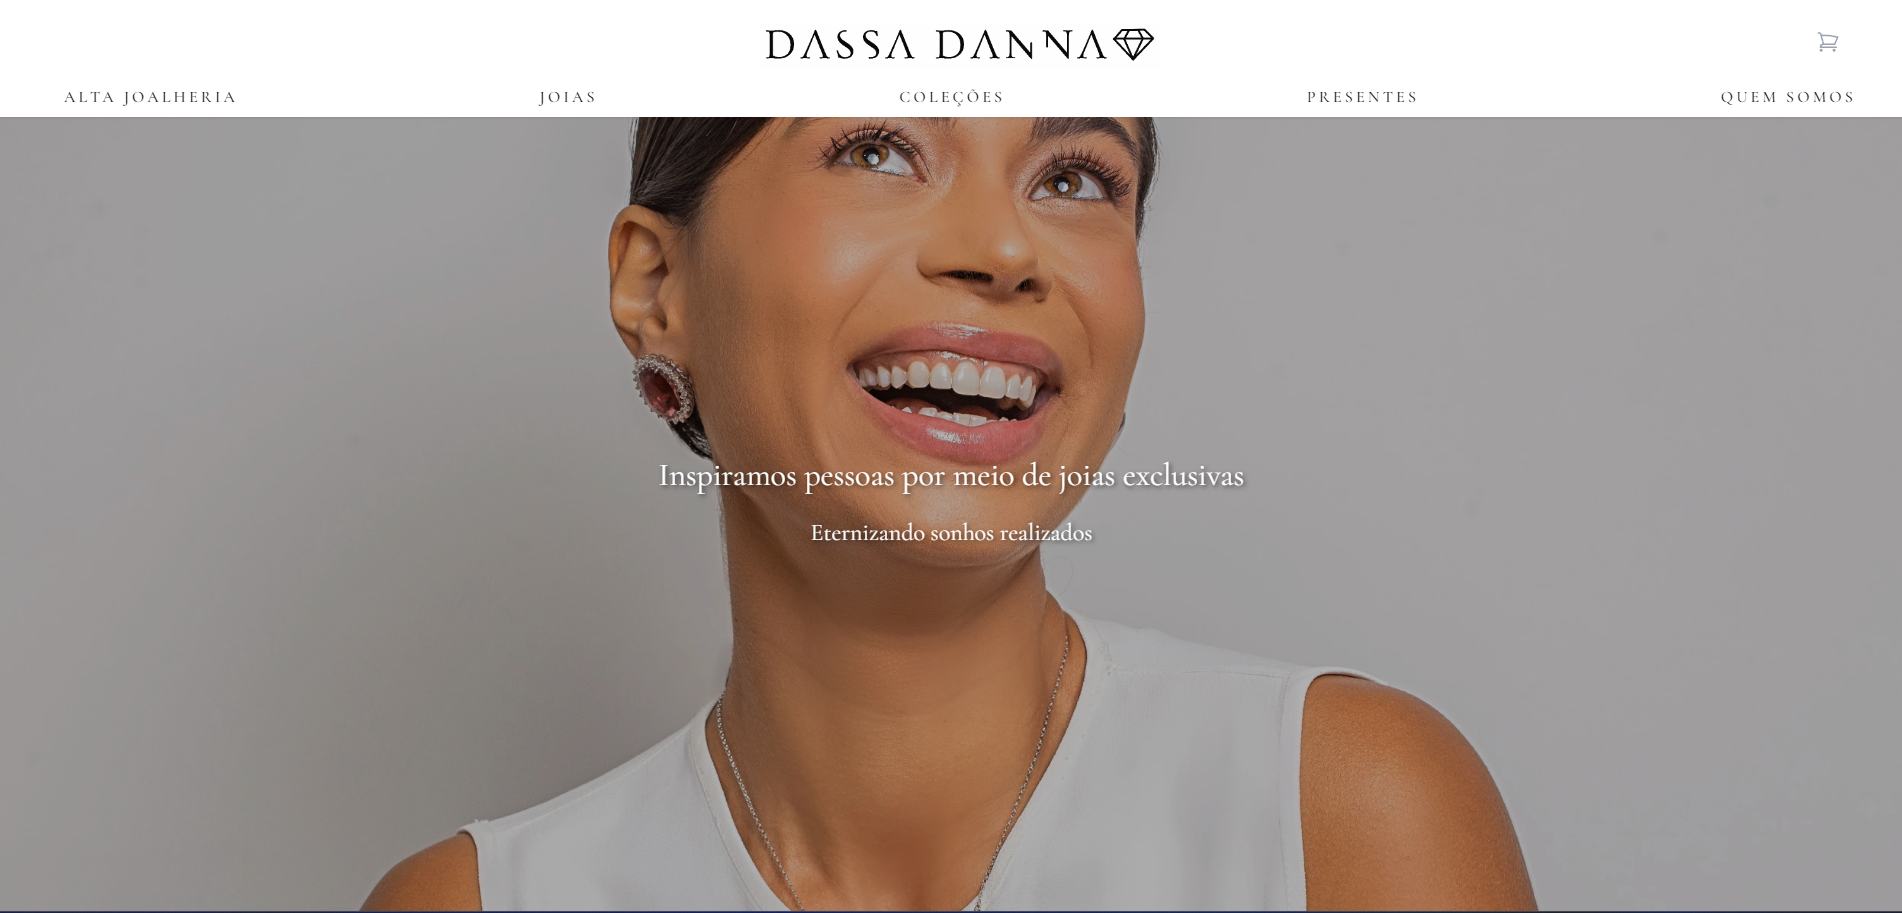 DASSA DANNA
ALTA JOALHERIA JOIAS COLEÇÕES PRESENTES QUEM SOMOS
Inspiramos pessoas por meio de joias exclusivas
Eternizando sonhos realizados